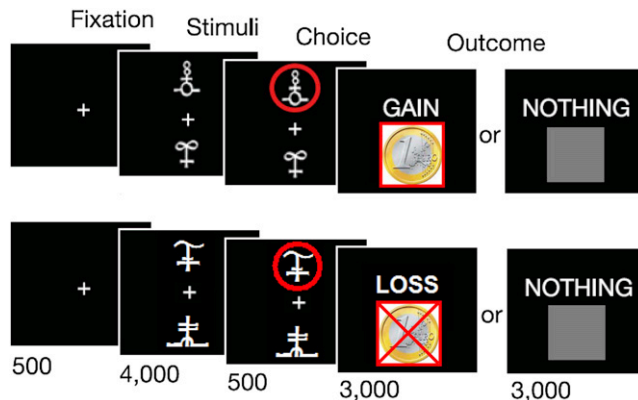 Fixation
Stimuli
Choice
Outcome
GAIN
or
NOTHING
LOSS
or
NOTHING
500
4,000
500
3,000
3,000